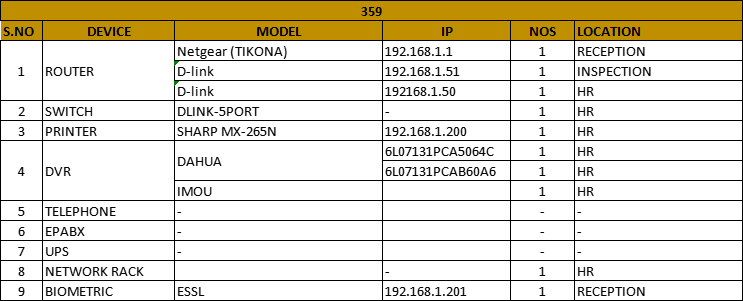 359
S.NO DEVICE MODEL IP NOS LOCATION
1 ROUTER Netgear (TIKONA) 192.168.1.1 1 RECEPTION
D-link 192.168.1.51 1 INSPECTION
D-link 192168.1.50 1 HR
2 SWITCH DLINK-5PORT - 1 HR
3 PRINTER SHARP MX-265N 192.168.1.200 1 HR
4 DVR DAHUA 6L07131PCA5064C 1 HR
6L07131PCAB60A6 1 HR
IMOU 1 HR
5 TELEPHONE - - -
6 EPABX - - -
7 UPS - - -
8 NETWORK RACK - 1 HR
9 BIOMETRIC ESSL 192.168.1.201 1 RECEPTION